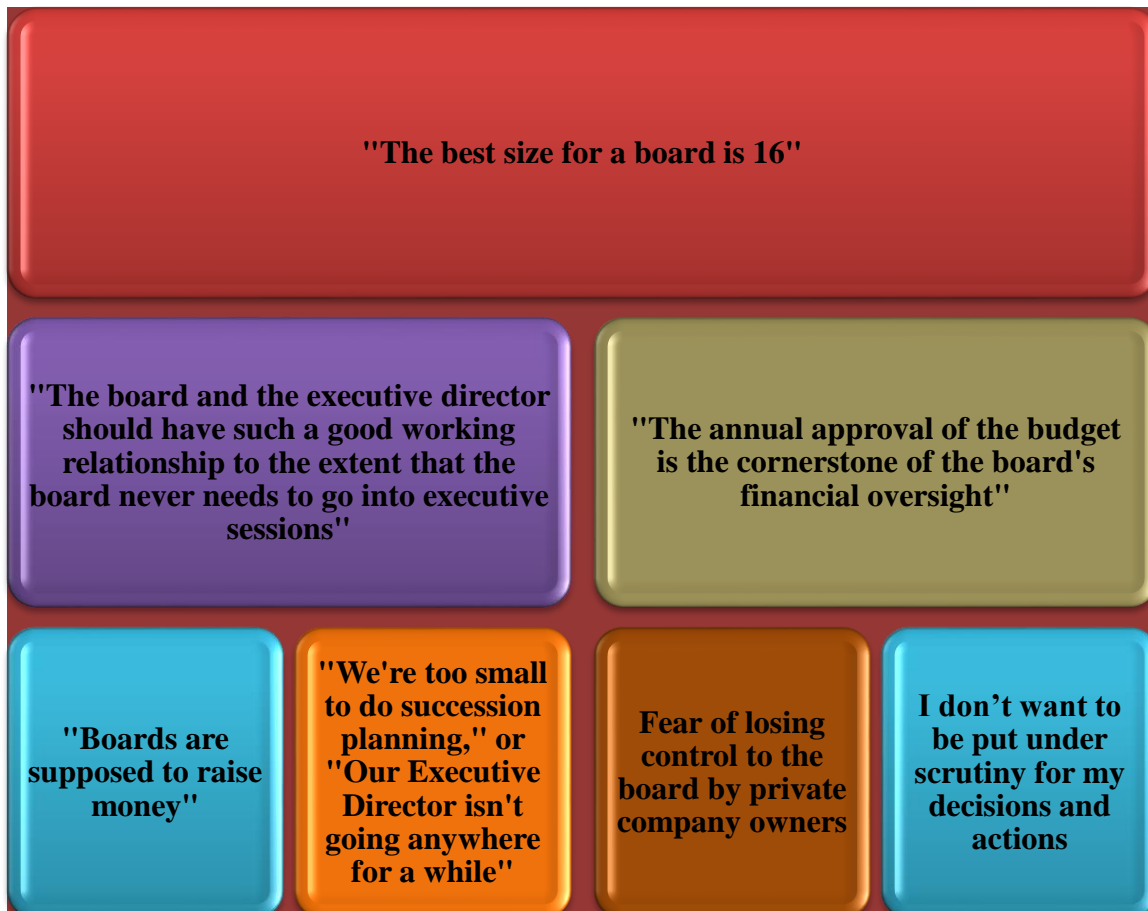 "The best size for a board is 16"
"The board and the executive director
should have such a good working
relationship to the extent that the
board never needs to go into executive
sessions"
"The annual approval of the budget
is the cornerstone of the board's
financial oversight"
"Boards are
supposed to raise
money"
"We're too small
to do succession
planning," or
"Our Executive
Director isn't
going anywhere
for a while"
Fear of losing
control to the
board by private
company owners
I don’t want to
be put under
scrutiny for my
decisions and
actions